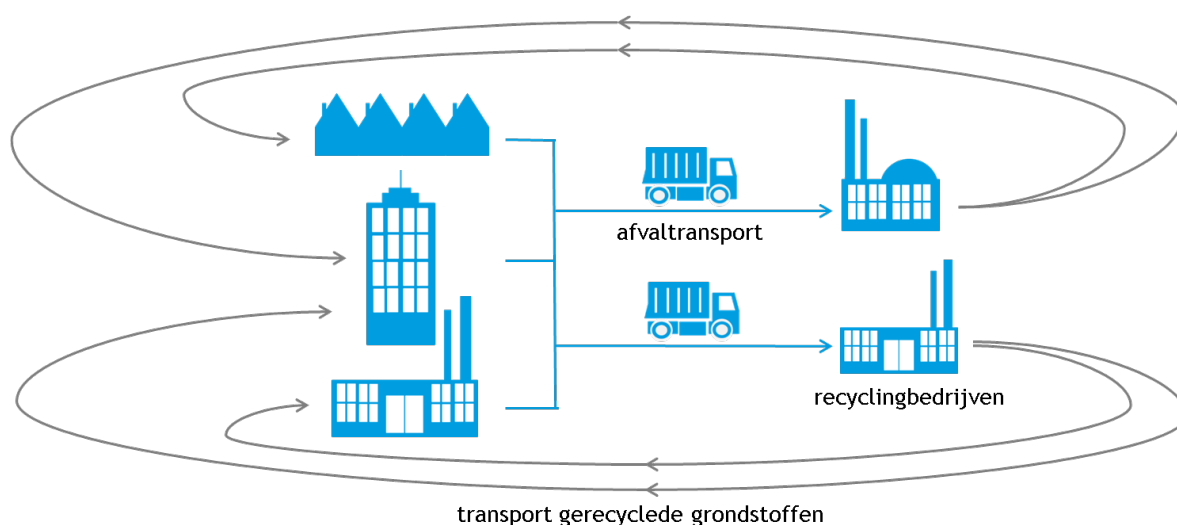 afvaltransport
recyclingbedrijven
transport gerecyclede grondstoffen